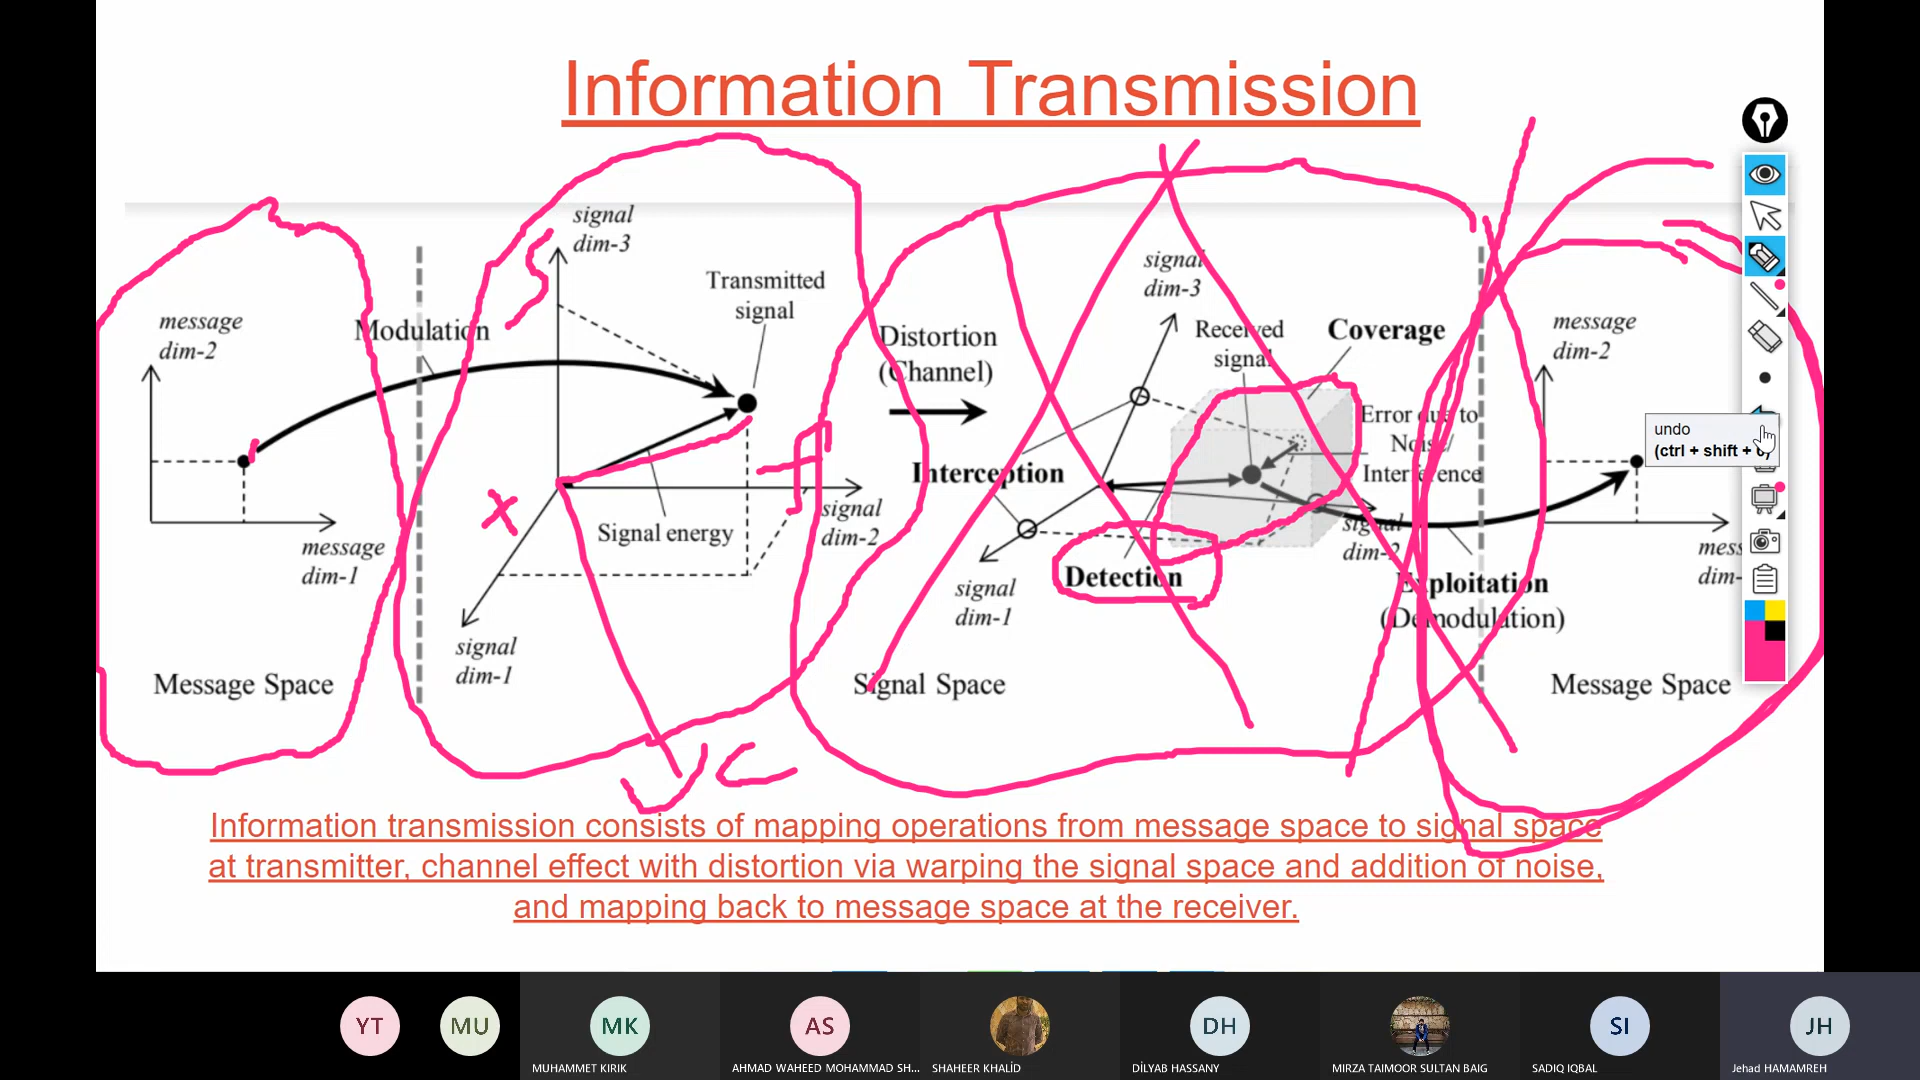 Information Transmission
signal
dim-3
Transmitted
signal
message
dim-2
Modulation
Signal energy
signal
dim-2
message
dim-1
signal
dim-1
Message Space
Distortion
(Channel)
signal
dim-3
Received
signal
Coverage
Error due to
Noise/
Interference
Interception
signal
dim-2
Detection
signal
dim-1
Exploitation
(Demodulation)
Signal Space
message
dim-2
undo
(ctrl + shift +
mess
dim-
Message Space
Information transmission consists of mapping operations from message space to signal space
at transmitter, channel effect with distortion via warping the signal space and addition of noise,
and mapping back to message space at the receiver.
YT
MU
MK
AS
DH
SI
JH
MUHAMMET KIRIK
AHMAD WAHEED MOHAMMAD SH...
SHAHEER KHALİD
DİLYAB HASSANY
MIRZA TAIMOOR SULTAN BAIG
SADIQ IQBAL
Jehad HAMAMREH